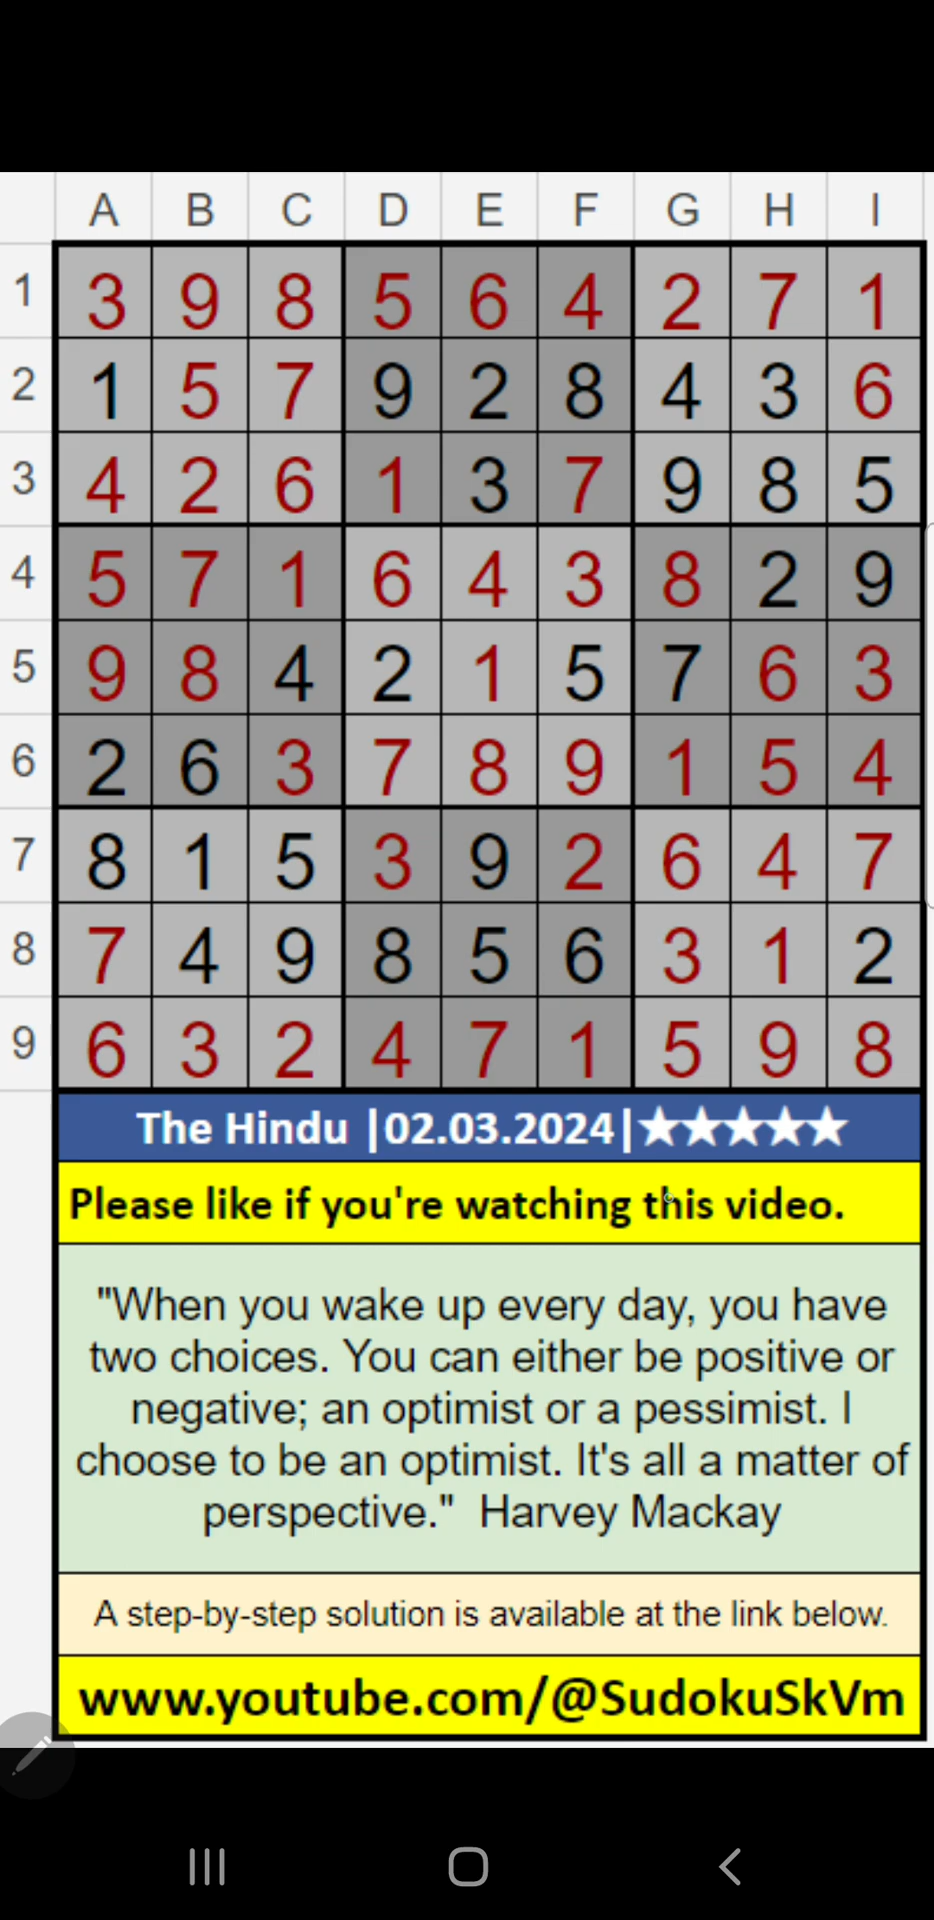 A B C D E F G H I
1 3 9 8 5 6 4 2 7 1
2 1 5 7 9 2 8 4 3 6
3 4 2 6 1 3 7 9 8 5
4 5 7 1 6 4 3 8 2 9
5 9 8 4 2 1 5 7 6 3
6 2 6 3 7 8 9 1 5 4
7 8 1 5 3 9 2 6 4 7
8 7 4 9 8 5 6 3 1 2
9 6 3 2 4 7 1 5 9 8
The Hindu |02.03.2024|★★★★★
Please like if you're watching this video.
"When you wake up every day, you have
two choices. You can either be positive or
negative; an optimist or a pessimist. I
choose to be an optimist. It's all a matter of
perspective." Harvey Mackay
A step-by-step solution is available at the link below.
www.youtube.com/@SudokuSkVm